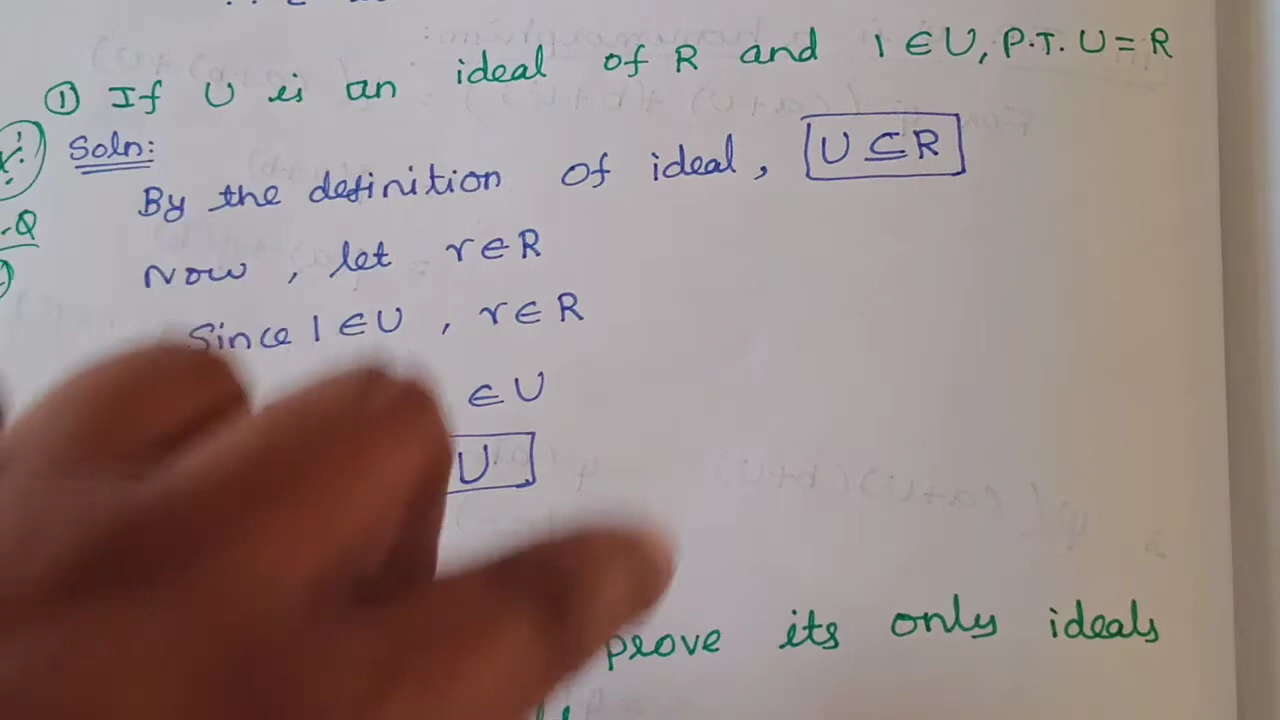 ① If U is an ideal of R and 1 ∈ U, P.T. U = R
Soln:
By the definition of ideal, U ⊆ R
-Q
Now, let r ∈ R
Since 1 ∈ U, r ∈ R
∈ U
U
prove its only ideals